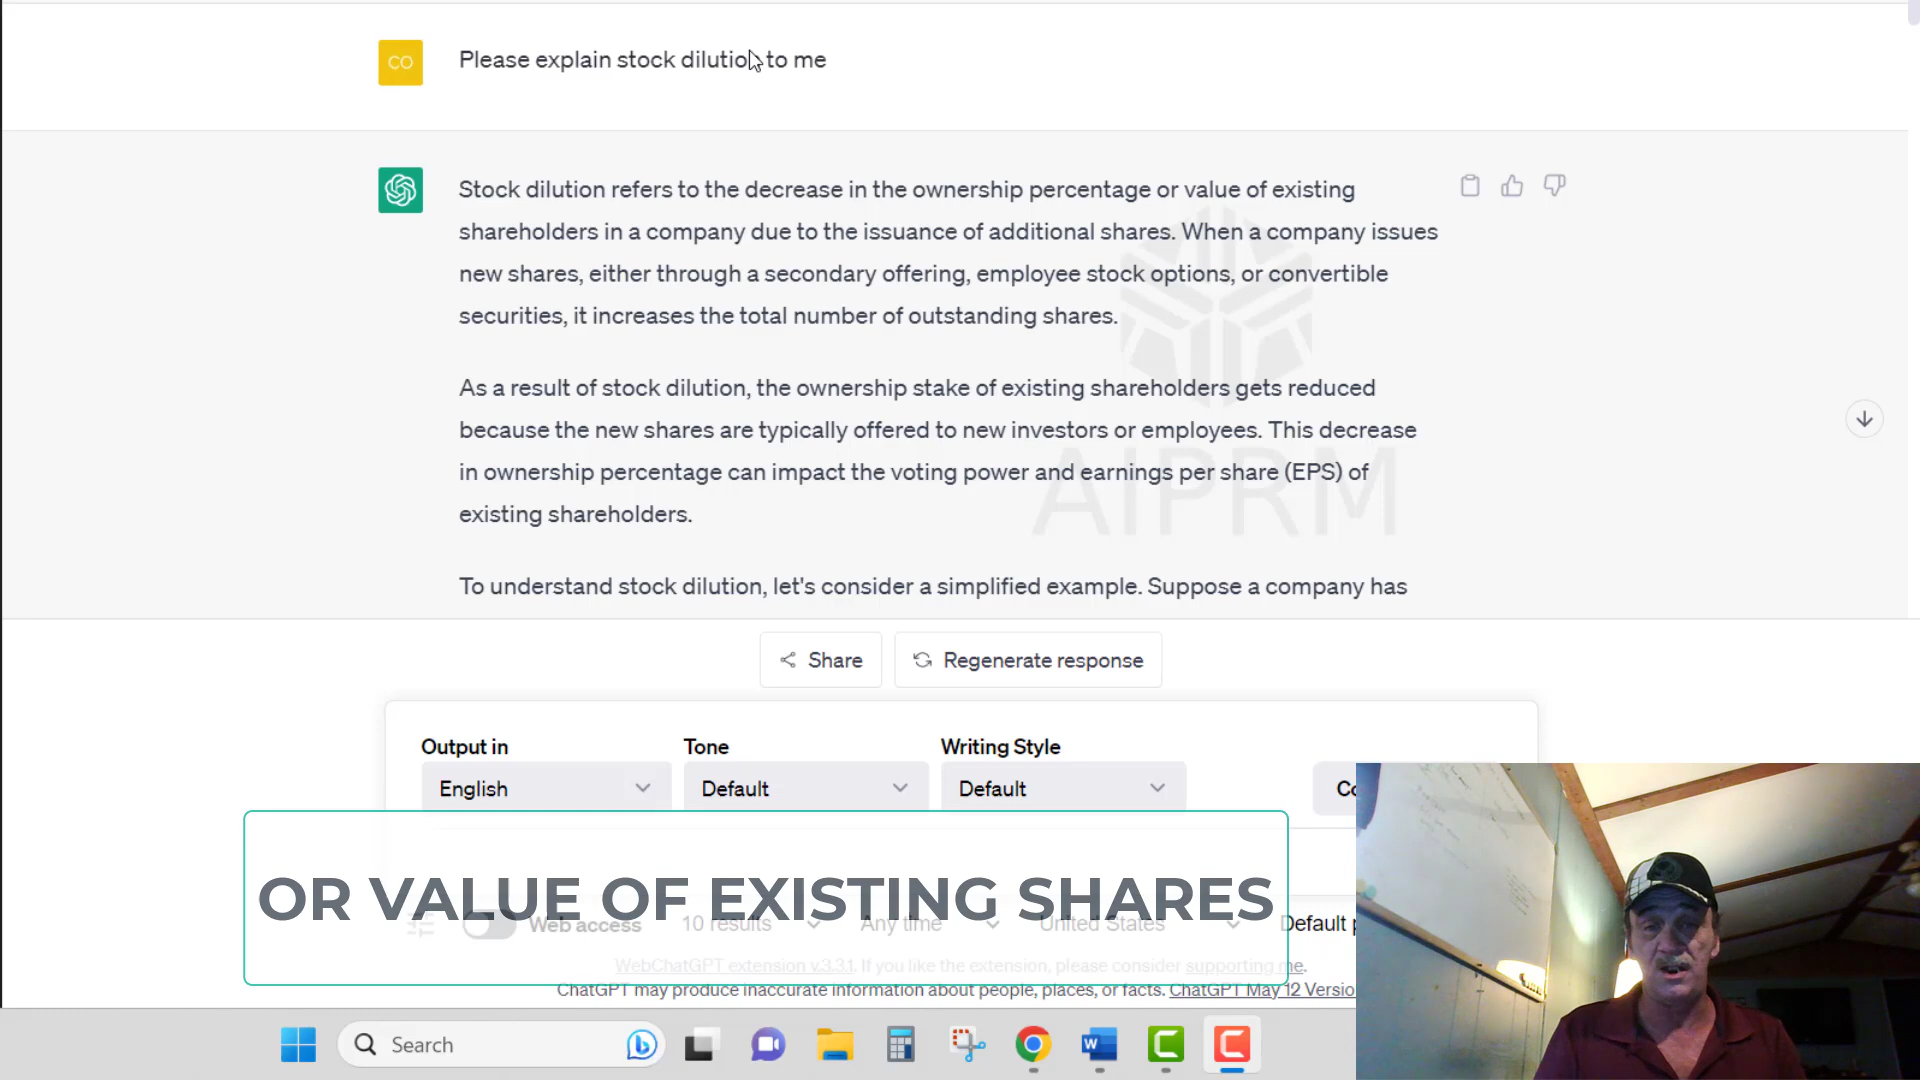 CO
Please explain stock dilution to me
Stock dilution refers to the decrease in the ownership percentage or value of existing
shareholders in a company due to the issuance of additional shares. When a company issues
new shares, either through a secondary offering, employee stock options, or convertible
securities, it increases the total number of outstanding shares.
As a result of stock dilution, the ownership stake of existing shareholders gets reduced
because the new shares are typically offered to new investors or employees. This decrease
in ownership percentage can impact the voting power and earnings per share (EPS) of
existing shareholders.
AIPRM
To understand stock dilution, let's consider a simplified example. Suppose a company has
Share
Regenerate response
Output in
Tone
Writing Style
English
Default
Default
Co
OR VALUE OF EXISTING SHARES
Web access
10 results
Any time
United States
Default p
WebChatGPT extension v.3.3.1. If you like the extension, please consider supporting me.
ChatGPT may produce inaccurate information about people, places, or facts. ChatGPT May 12 Versio
Search